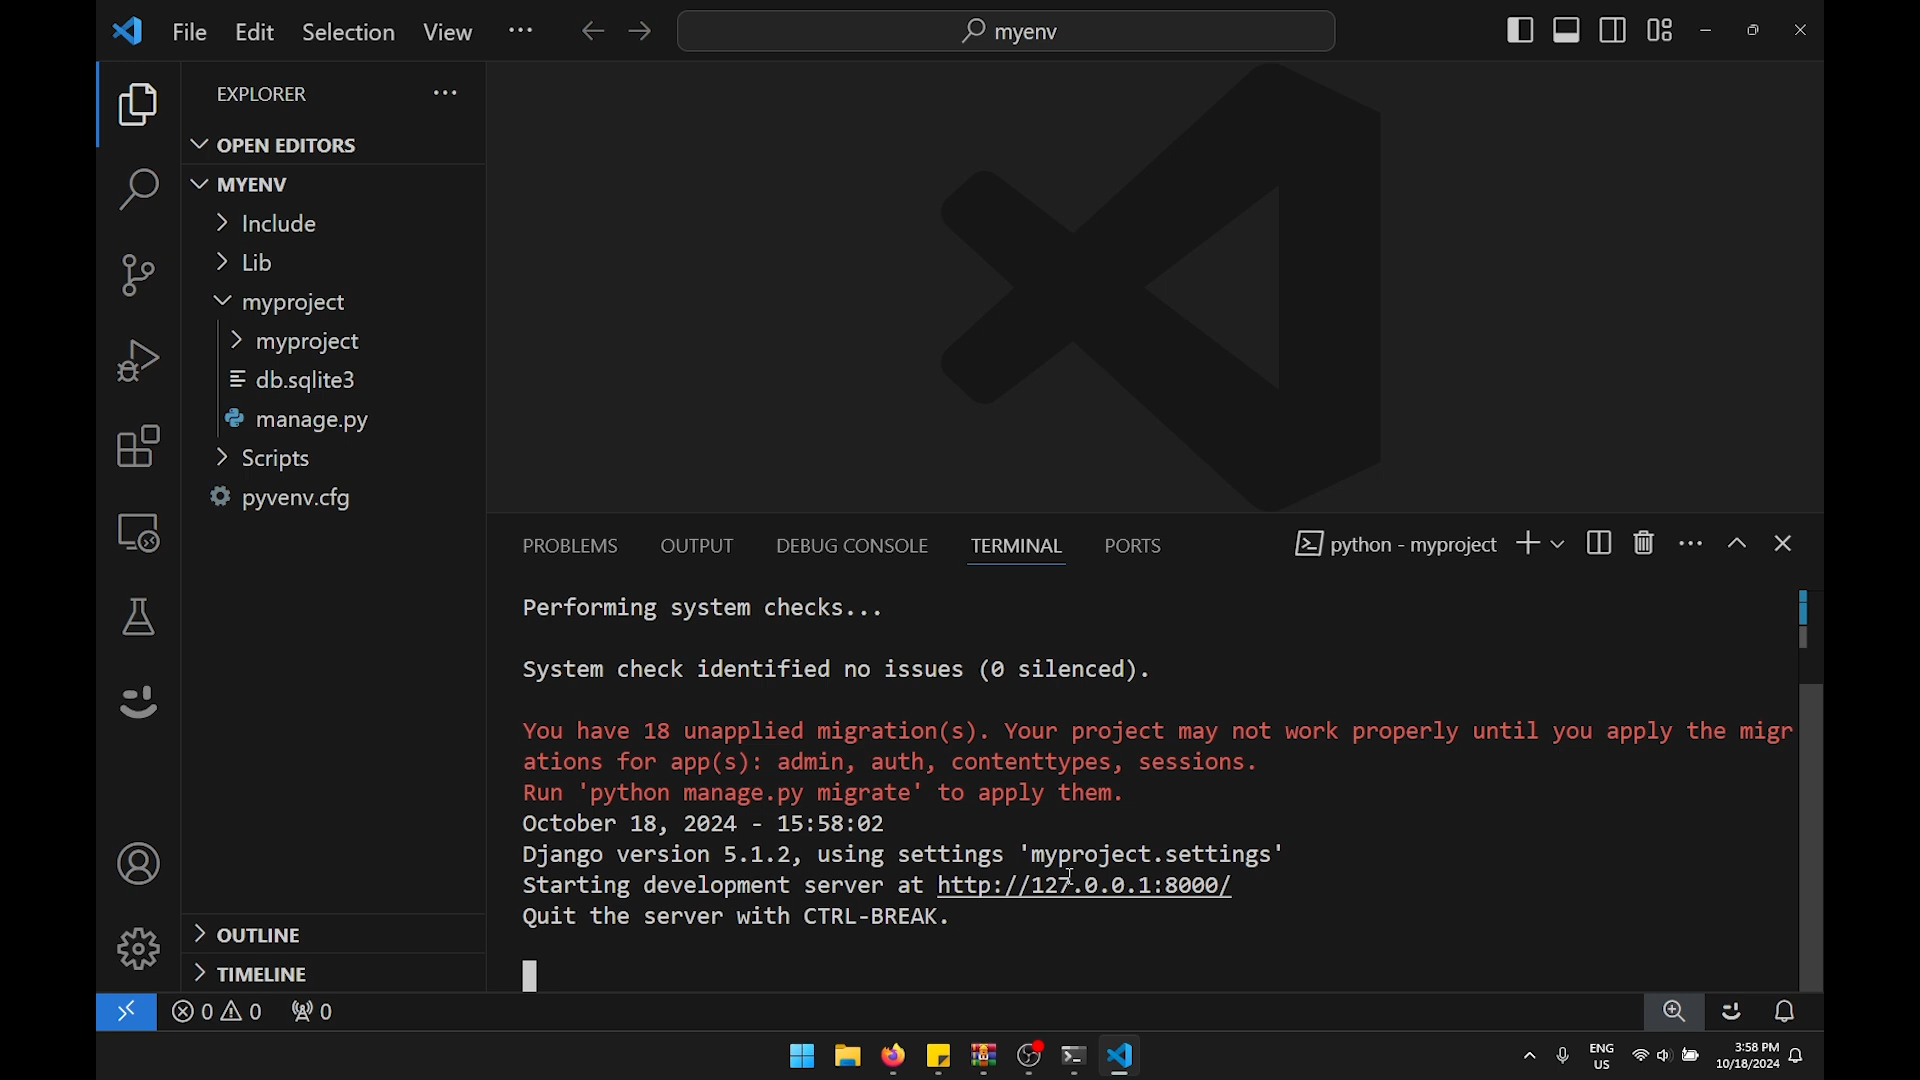 File Edit Selection View ··· myenv
EXPLORER ···
OPEN EDITORS
MYENV
Include
Lib
myproject
myproject
db.sqlite3
manage.py
Scripts
pyvenv.cfg
OUTLINE
TIMELINE
PROBLEMS OUTPUT DEBUG CONSOLE TERMINAL PORTS python - myproject
Performing system checks...
System check identified no issues (0 silenced).
You have 18 unapplied migration(s). Your project may not work properly until you apply the migr
ations for app(s): admin, auth, contenttypes, sessions.
Run 'python manage.py migrate' to apply them.
October 18, 2024 - 15:58:02
Django version 5.1.2, using settings 'myproject.settings'
Starting development server at http://127.0.0.1:8000/
Quit the server with CTRL-BREAK.
0 0 0
ENG
US
3:58 PM
10/18/2024